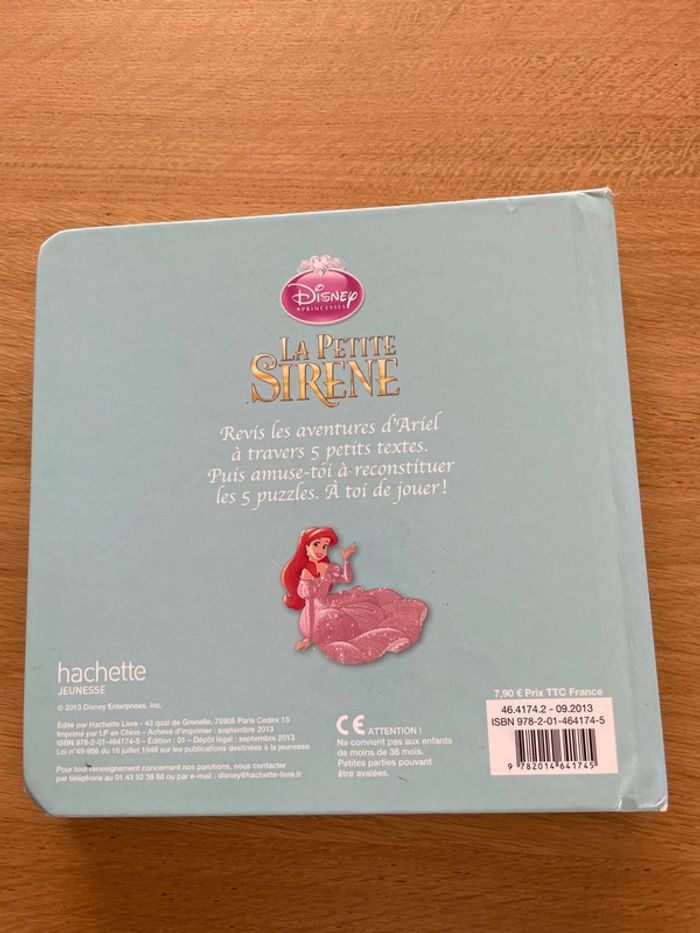 Disney
PRINCESSES
LA PETITE
SIRENE
Revis les aventures d'Ariel
à travers 5 petits textes.
Puis amuse-toi à reconstituer
les 5 puzzles. À toi de jouer !
hachette
JEUNESSE
© 2013 Disney Enterprises, Inc.
Édité par Hachette Livre - 43 quai de Grenelle, 75905 Paris Cedex 15
Imprimé par LP en Chine – Achevé d'imprimer : septembre 2013
ISBN 978-2-01-464174-5 – Édition : 01 – Dépôt légal : septembre 2013
Loi n° 49-956 du 16 juillet 1949 sur les publications destinées à la jeunesse.
Pour tout renseignement concernant nos parutions, nous contacter
par téléphone au 01 43 92 38 88 ou par e-mail : disney@hachette-livre.fr
CE ATTENTION !
Ne convient pas aux enfants
de moins de 36 mois.
Petites parties pouvant
être avalées.
7,90 € Prix TTC France
46.4174.2 - 09.2013
ISBN 978-2-01-464174-5
9 782014 641745